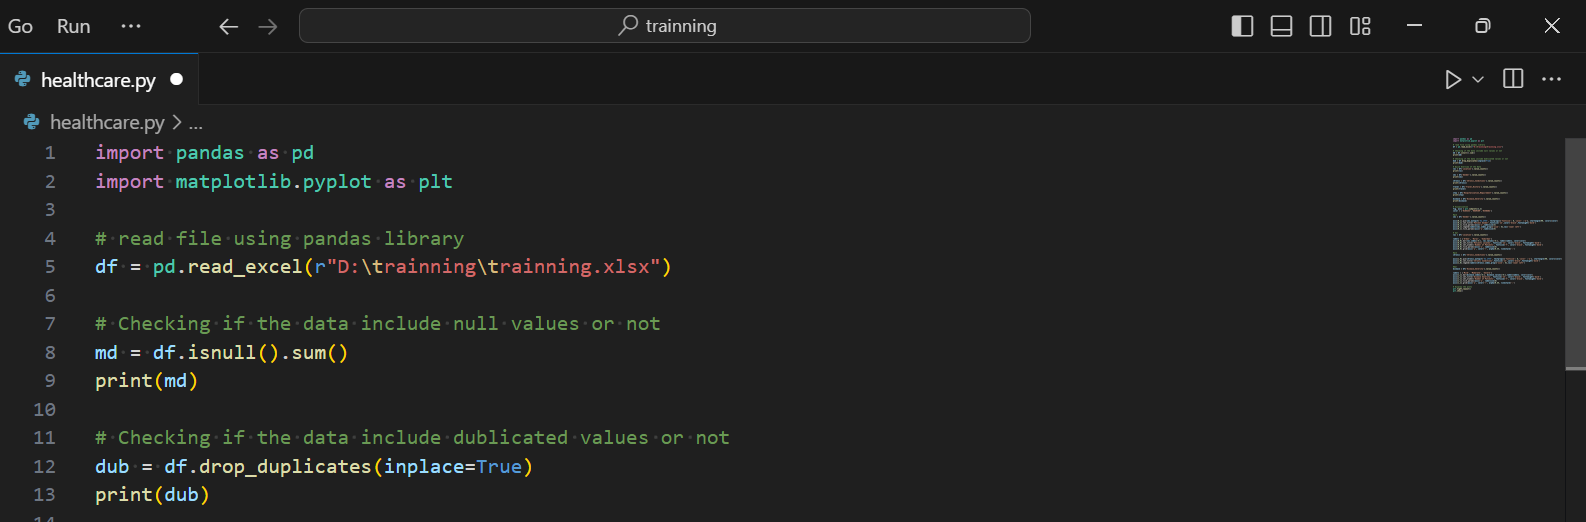 Go Run ···
trainning
healthcare.py
healthcare.py > ...
1 import pandas as pd
2 import matplotlib.pyplot as plt
3
4 # read file using pandas library
5 df = pd.read_excel(r"D:\trainning\trainning.xlsx")
6
7 # Checking if the data include null values or not
8 md = df.isnull().sum()
9 print(md)
10
11 # Checking if the data include dublicated values or not
12 dub = df.drop_duplicates(inplace=True)
13 print(dub)
14